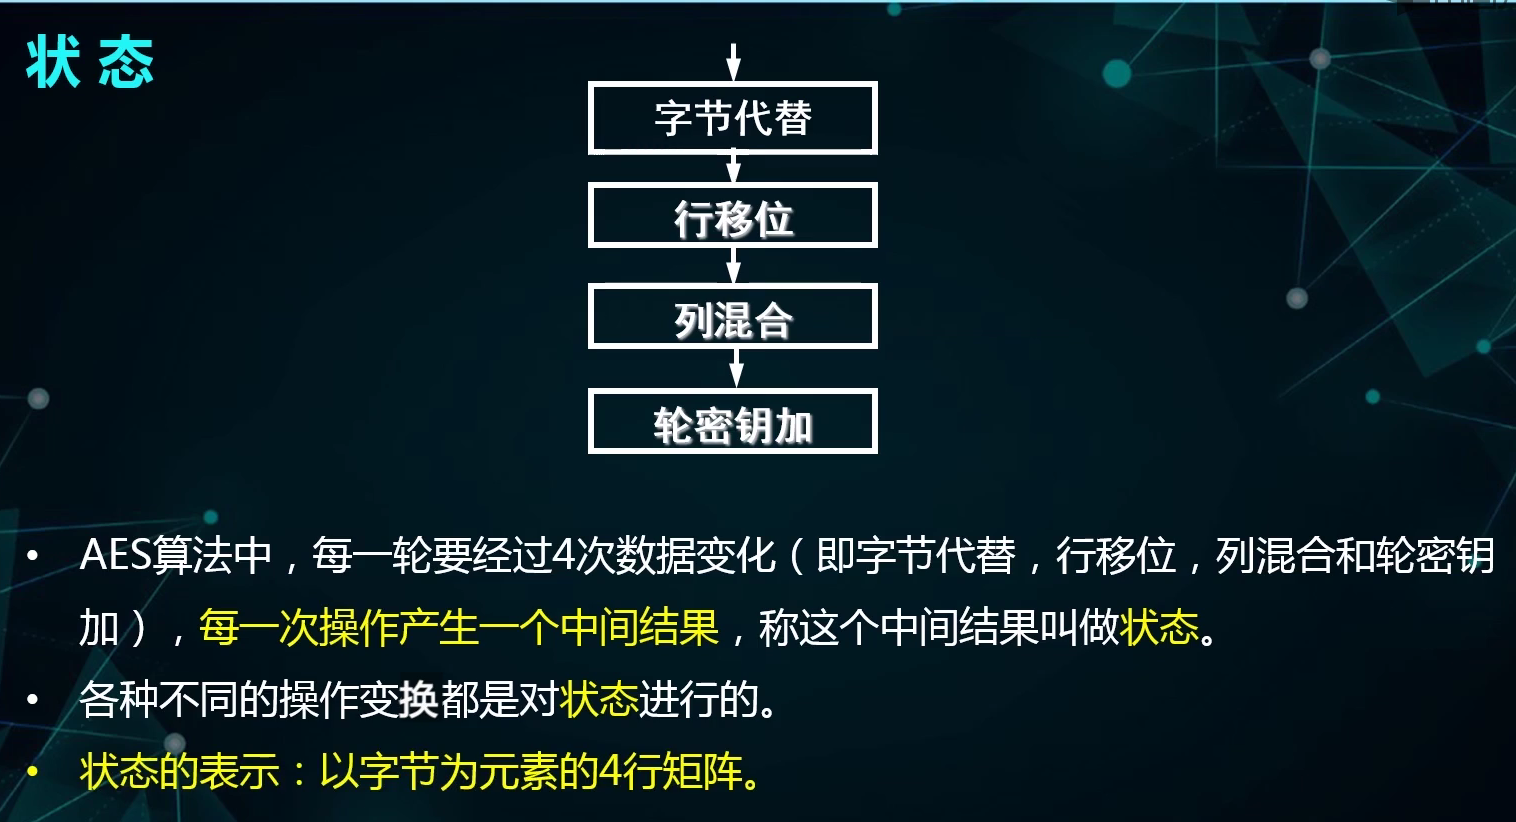 状 态
字节代替
行移位
列混合
轮密钥加
• AES算法中，每一轮要经过4次数据变化（即字节代替，行移位，列混合和轮密钥
加），每一次操作产生一个中间结果，称这个中间结果叫做状态。
• 各种不同的操作变换都是对状态进行的。
• 状态的表示：以字节为元素的4行矩阵。